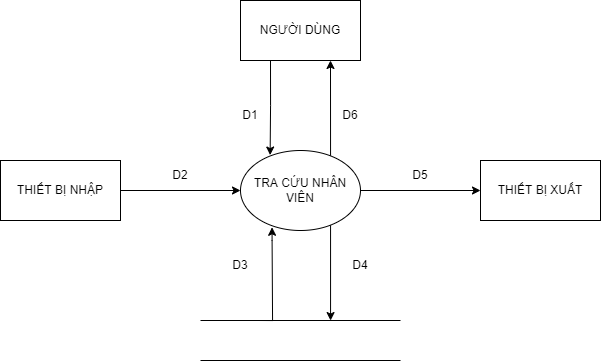 NGƯỜI DÙNG
D1
D6
THIẾT BỊ NHẬP
D2
TRA CỨU NHÂN
VIÊN
D5
THIẾT BỊ XUẤT
D3
D4